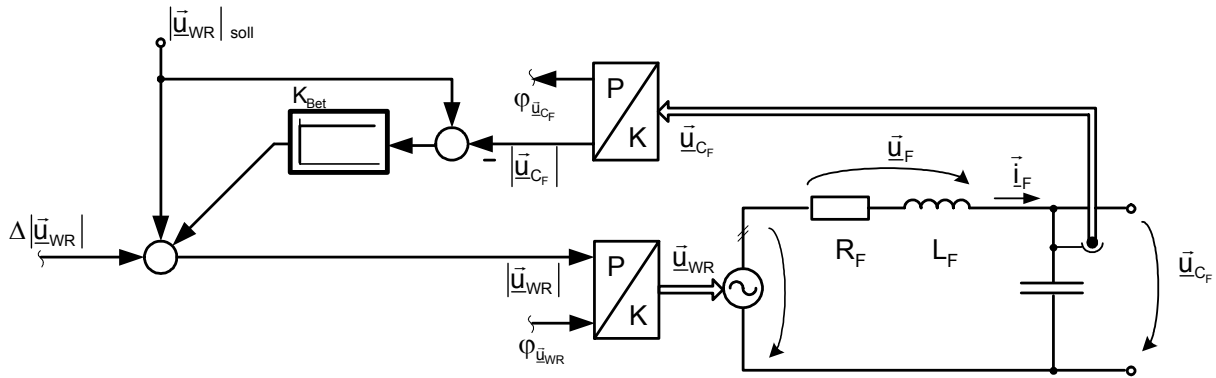 |u⃗WR| soll
KBet
P
K
φu⃗CF
|u⃗CF|
u⃗CF
u⃗F
i⃗F
RF
LF
u⃗CF
Δ|u⃗WR|
|u⃗WR|
P
K
φu⃗WR
u⃗WR